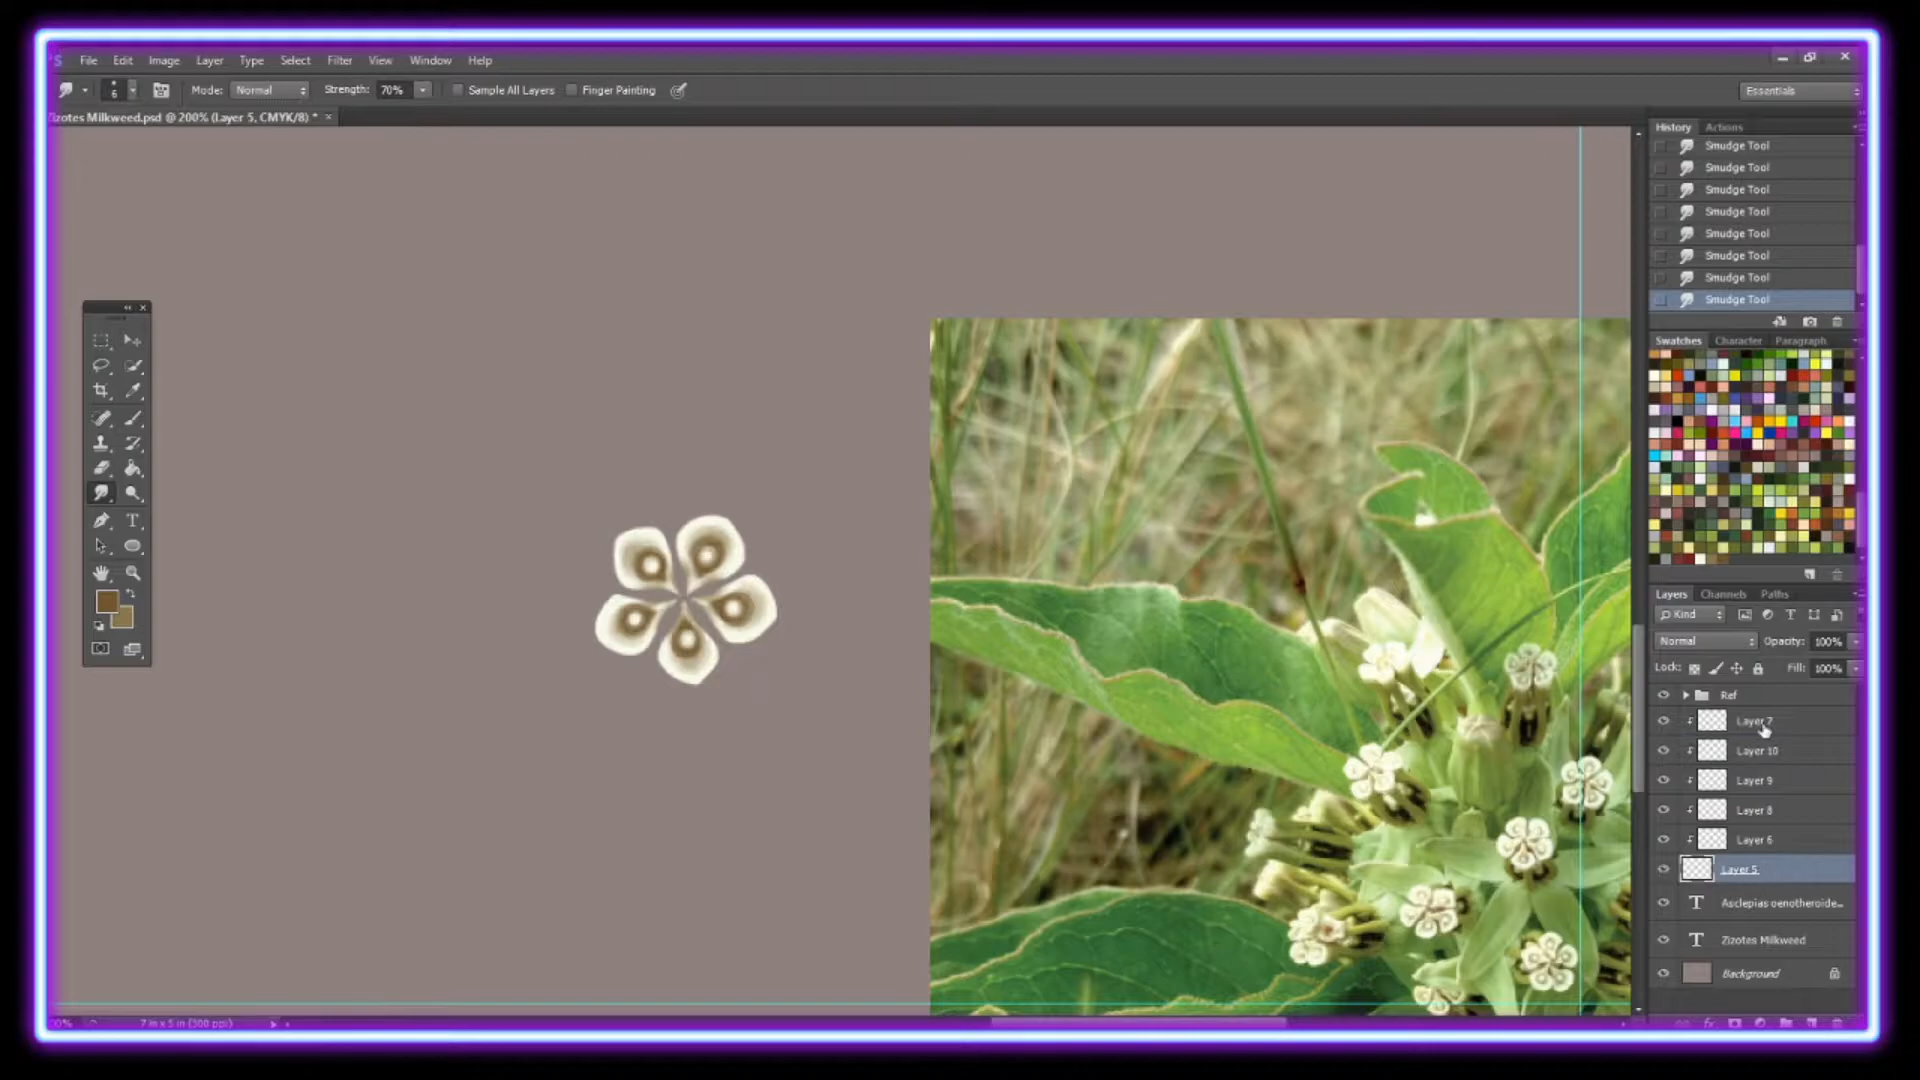 File Edit Image Layer Type Select Filter View Window Help
6 Mode: Normal Strength: 70% Sample All Layers Finger Painting Essentials
Zizotes Milkweed.psd @ 200% (Layer 5, CMYK/8) * ×
History Actions
Smudge Tool
Smudge Tool
Smudge Tool
Smudge Tool
Smudge Tool
Smudge Tool
Smudge Tool
Smudge Tool
Swatches Character Paragraph
Layers Channels Paths
Kind
Normal Opacity: 100%
Lock: Fill: 100%
Ref
Layer 7
Layer 10
Layer 9
Layer 8
Layer 6
Layer 5
Asclepias oenotheroide...
Zizotes Milkweed
Background
7 in x 5 in (300 ppi)